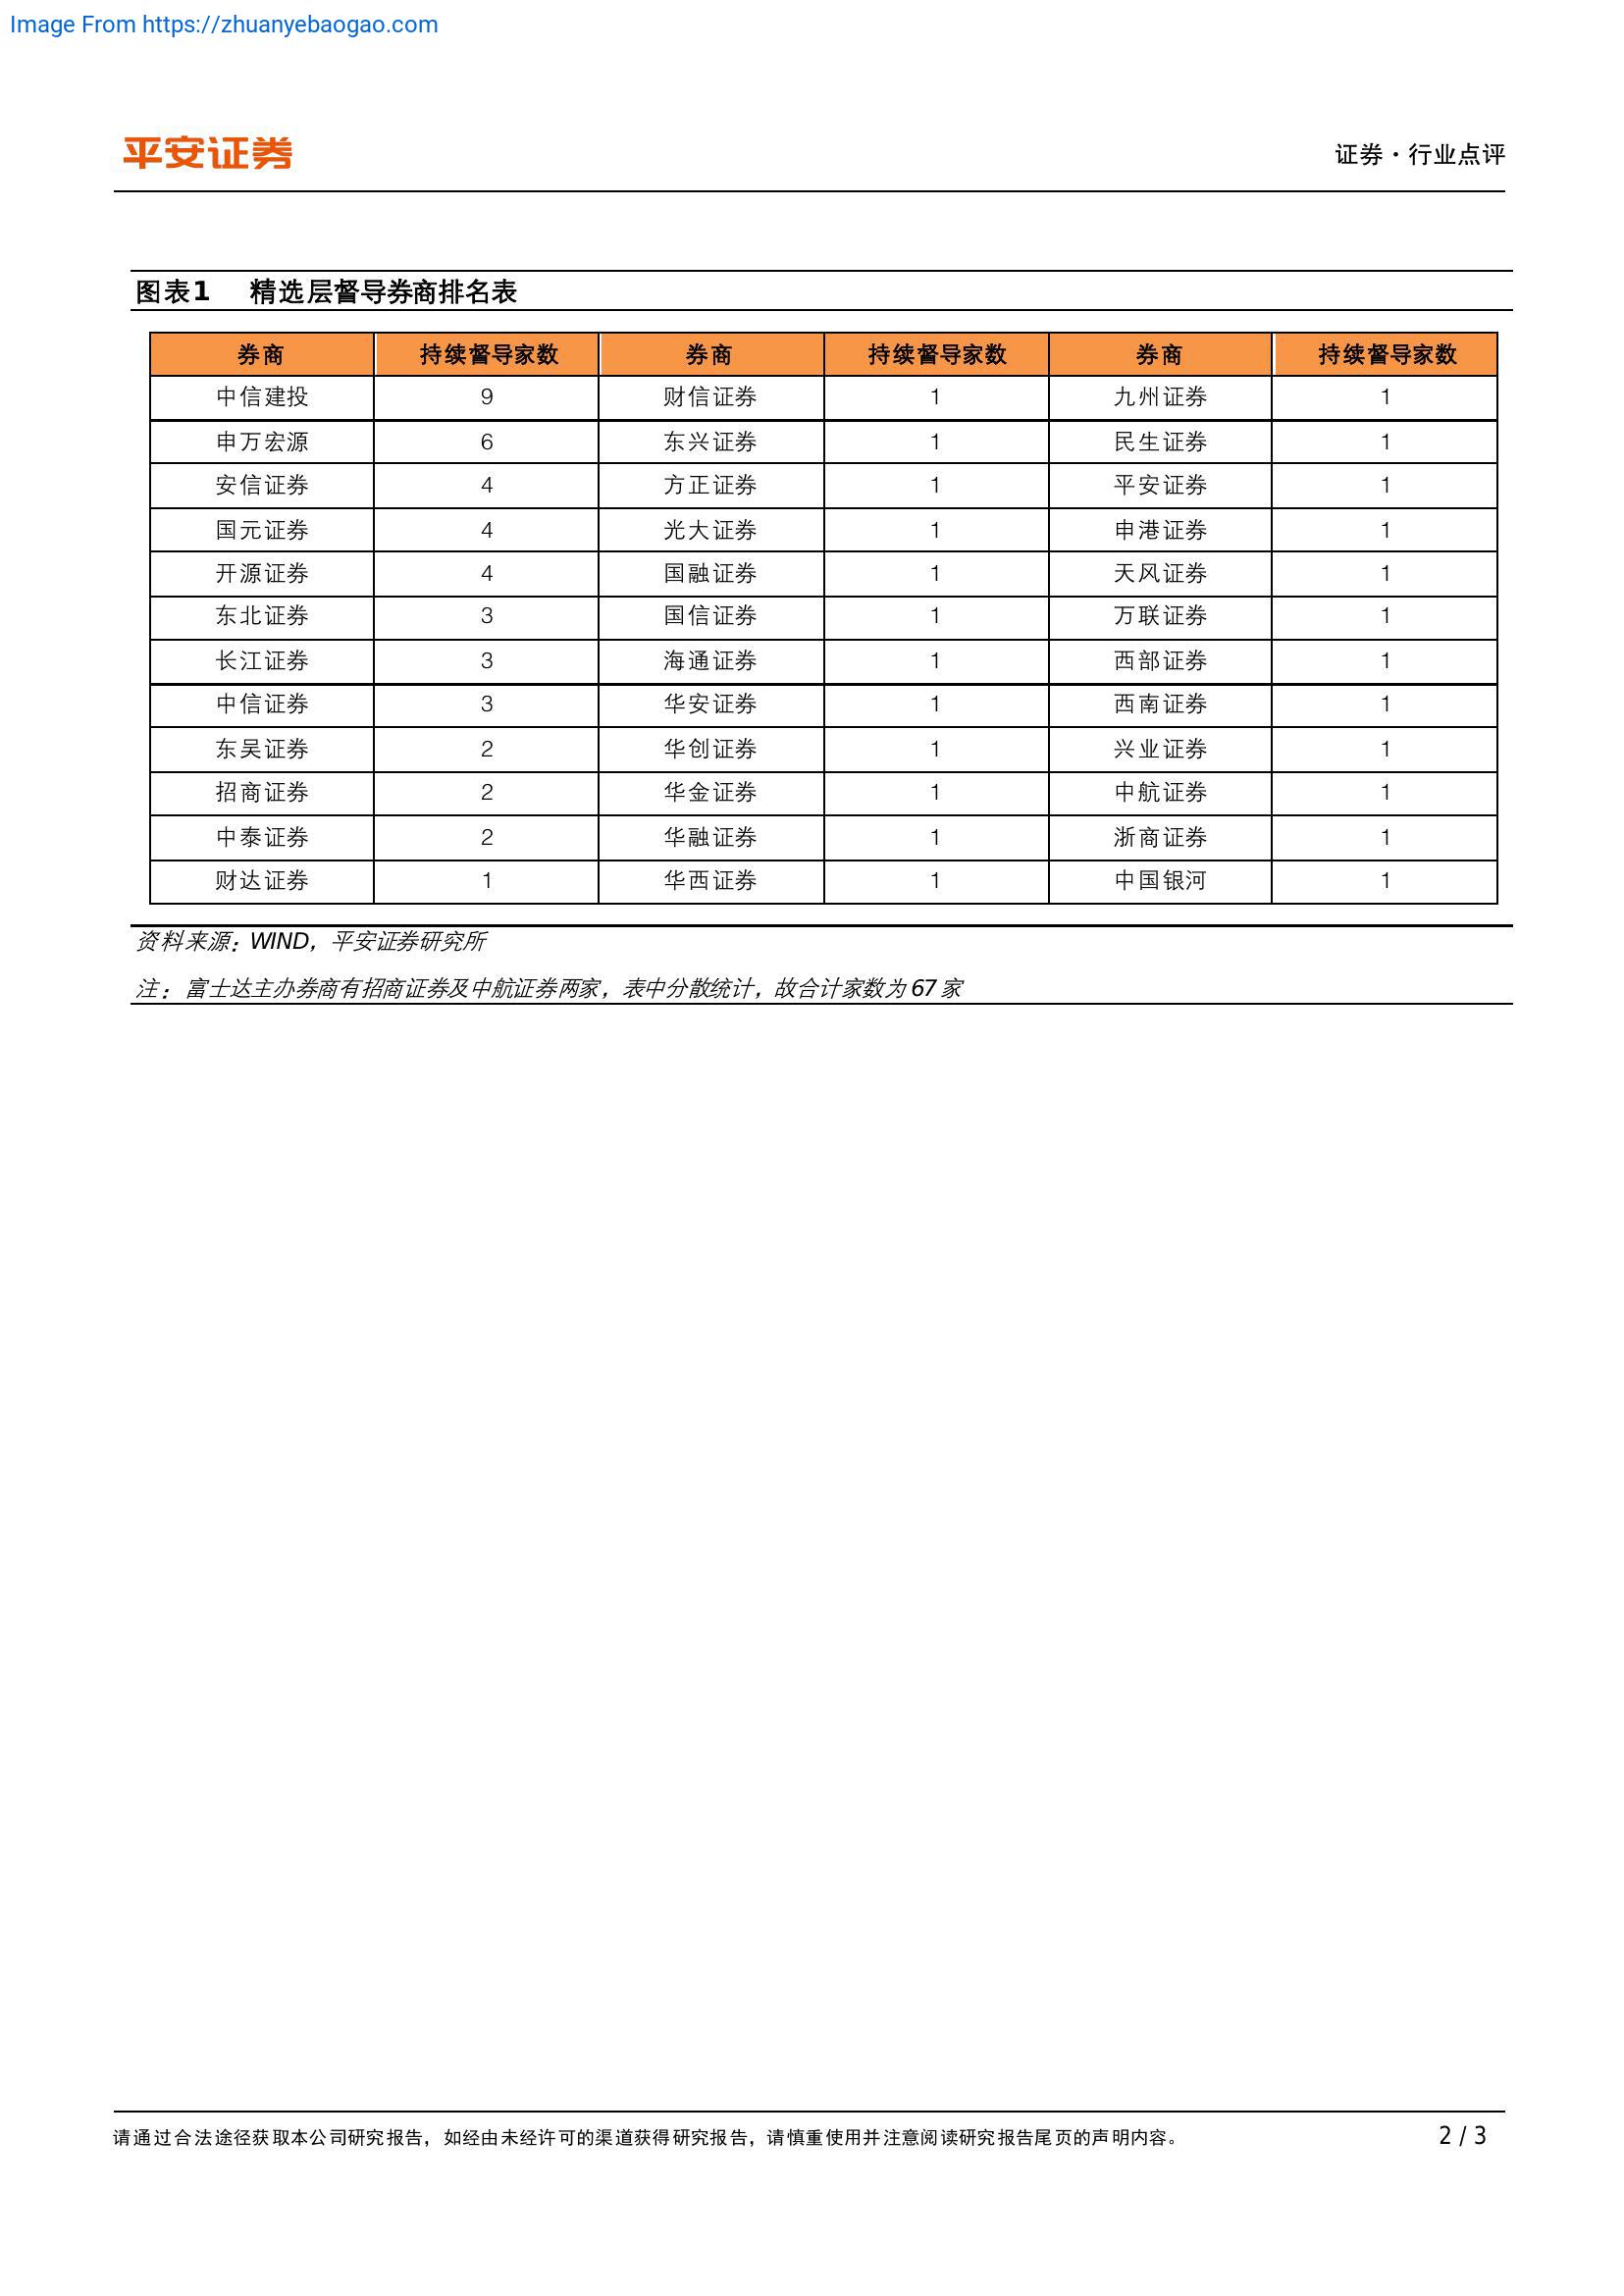 Image From https://zhuanyebaogao.com
平安证券
证券·行业点评
图表1 精选层督导券商排名表
券商 持续督导家数 券商 持续督导家数 券商 持续督导家数
中信建投 9 财信证券 1 九州证券 1
申万宏源 6 东兴证券 1 民生证券 1
安信证券 4 方正证券 1 平安证券 1
国元证券 4 光大证券 1 申港证券 1
开源证券 4 国融证券 1 天风证券 1
东北证券 3 国信证券 1 万联证券 1
长江证券 3 海通证券 1 西部证券 1
中信证券 3 华安证券 1 西南证券 1
东吴证券 2 华创证券 1 兴业证券 1
招商证券 2 华金证券 1 中航证券 1
中泰证券 2 华融证券 1 浙商证券 1
财达证券 1 华西证券 1 中国银河 1
资料来源：WIND，平安证券研究所
注：富士达主办券商有招商证券及中航证券两家，表中分散统计，故合计家数为 67 家
请通过合法途径获取本公司研究报告，如经由未经许可的渠道获得研究报告，请慎重使用并注意阅读研究报告尾页的声明内容。
2 / 3